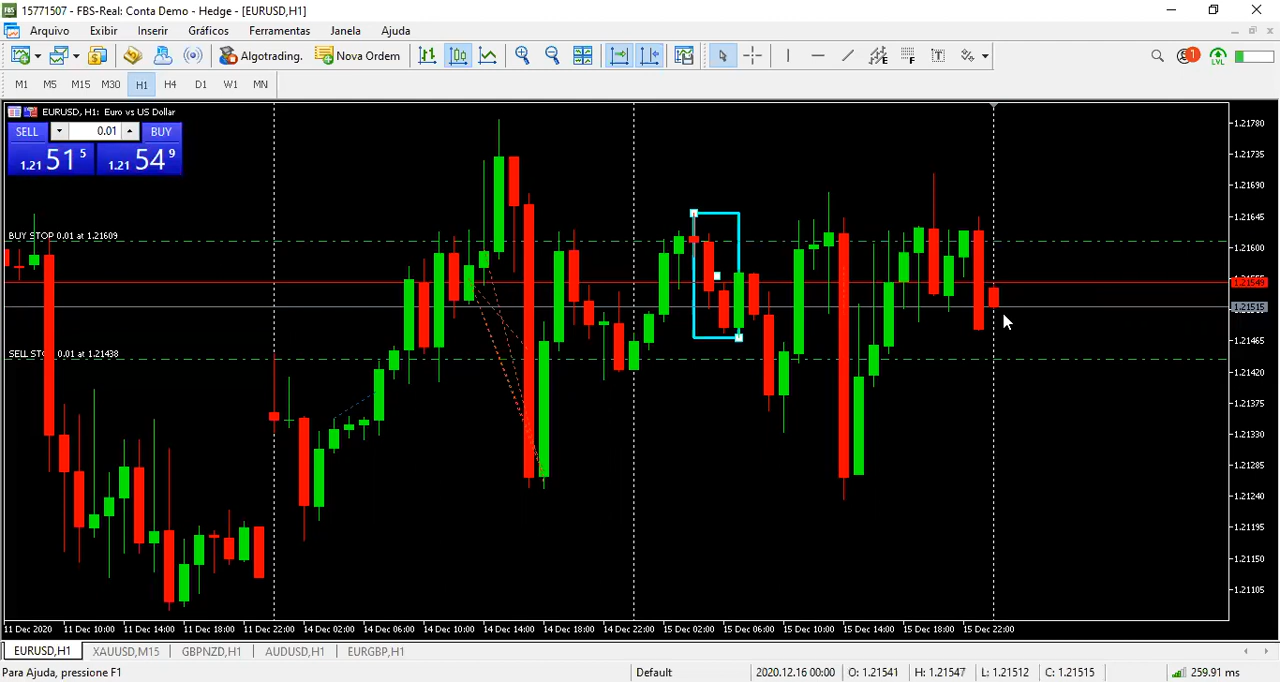 FBS 15771507 - FBS-Real: Conta Demo - Hedge - [EURUSD,H1]
Arquivo Exibir Inserir Gráficos Ferramentas Janela Ajuda
Algotrading. Nova Ordem E F T 1 LVL
M1 M5 M15 M30 H1 H4 D1 W1 MN
EURUSD, H1: Euro vs US Dollar
SELL 0.01 BUY
1.21 51 5 1.21 54 9
1.21780
1.21735
1.21690
1.21645
BUY STOP 0.01 at 1.21609
1.21600
1.21549
1.21515
1.21465
SELL STOP 0.01 at 1.21438
1.21420
1.21375
1.21330
1.21285
1.21240
1.21195
1.21150
1.21105
11 Dec 2020 11 Dec 10:00 11 Dec 14:00 11 Dec 18:00 11 Dec 22:00 14 Dec 02:00 14 Dec 06:00 14 Dec 10:00 14 Dec 14:00 14 Dec 18:00 14 Dec 22:00 15 Dec 02:00 15 Dec 06:00 15 Dec 10:00 15 Dec 14:00 15 Dec 18:00 15 Dec 22:00
EURUSD,H1 XAUUSD,M15 GBPNZD,H1 AUDUSD,H1 EURGBP,H1
Para Ajuda, pressione F1 Default 2020.12.16 00:00 O: 1.21541 H: 1.21547 L: 1.21512 C: 1.21515 259.91 ms